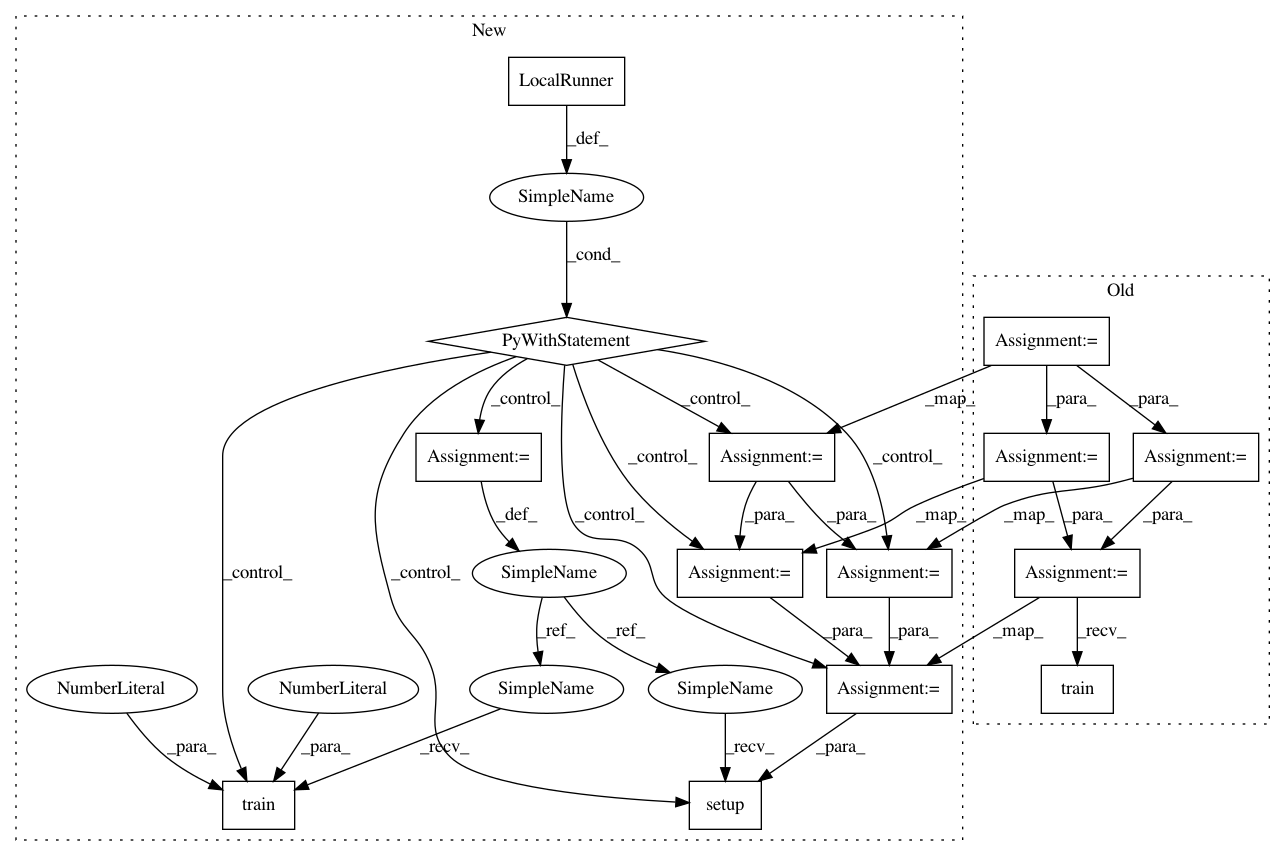 New
LocalRunner
_def_
SimpleName
_cond_
Old
PyWithStatement
Assignment:=
_control_
_control_
_map_
_para_
_para_
Assignment:=
Assignment:=
Assignment:=
Assignment:=
_control_
_control_
_def_
_control_
_para_
_para_
_map_
_map_
_para_
_para_
_control_
_control_
SimpleName
Assignment:=
Assignment:=
Assignment:=
_ref_
_ref_
_para_
_para_
_map_
_recv_
NumberLiteral
NumberLiteral
SimpleName
SimpleName
Assignment:=
train
_para_
_para_
_recv_
_recv_
_para_
train
setup